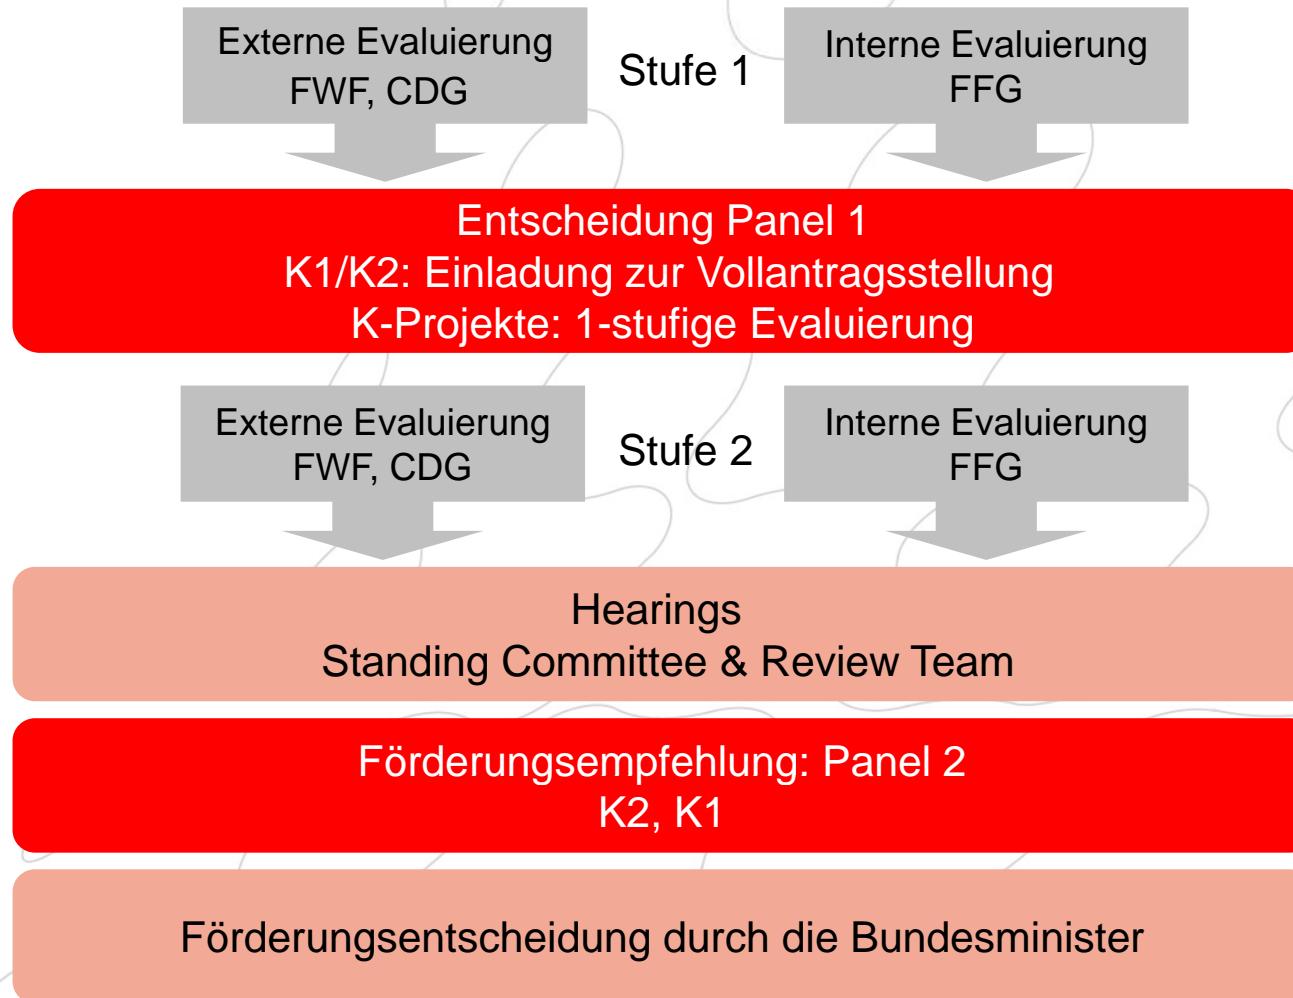 Externe Evaluierung
FWF, CDG
Stufe 1
Interne Evaluierung
FFG
Entscheidung Panel 1
K1/K2: Einladung zur Vollantragsstellung
K-Projekte: 1-stufige Evaluierung
Externe Evaluierung
FWF, CDG
Stufe 2
Interne Evaluierung
FFG
Hearings
Standing Committee & Review Team
Förderungsempfehlung: Panel 2
K2, K1
Förderungsentscheidung durch die Bundesminister